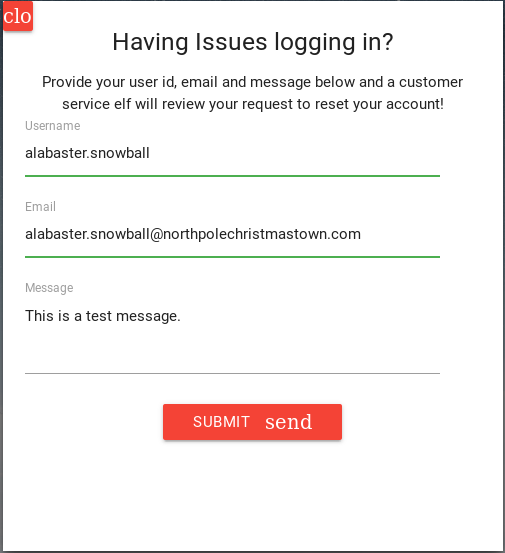 clo
Having Issues logging in?
Provide your user id, email and message below and a customer
service elf will review your request to reset your account!
Username
alabaster.snowball
Email
alabaster.snowball@northpolechristmastown.com
Message
This is a test message.
SUBMIT send